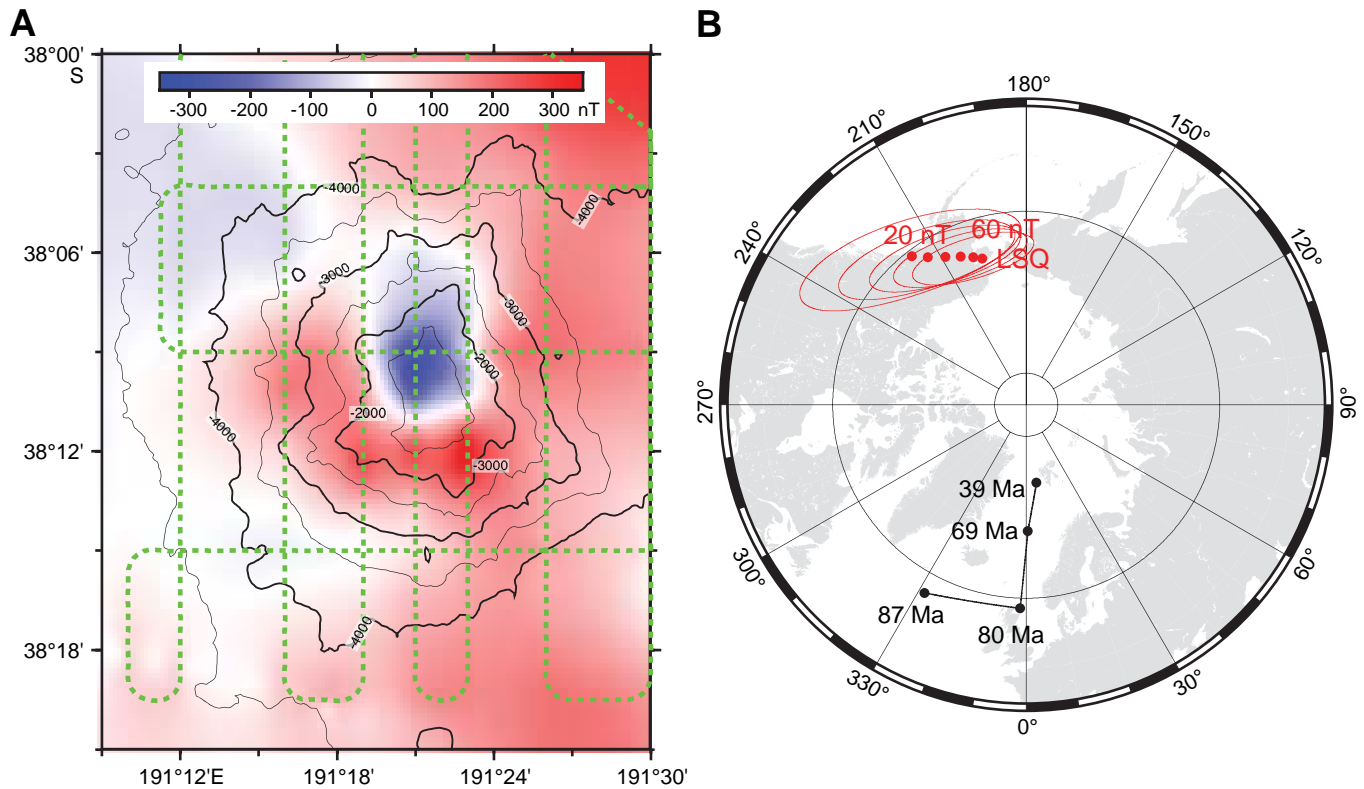 A
38°00'
S
-300 -200 -100 0 100 200 300 nT
-4000
-4000
38°06'
-3000
-3000
-2000
-2000
-4000
38°12'
-3000
-4000
38°18'
191°12'E 191°18' 191°24' 191°30'
B
180°
210° 150°
240° 120°
20 nT 60 nT
LSQ
270° 90°
39 Ma
69 Ma
300° 60°
87 Ma
80 Ma
330° 30°
0°